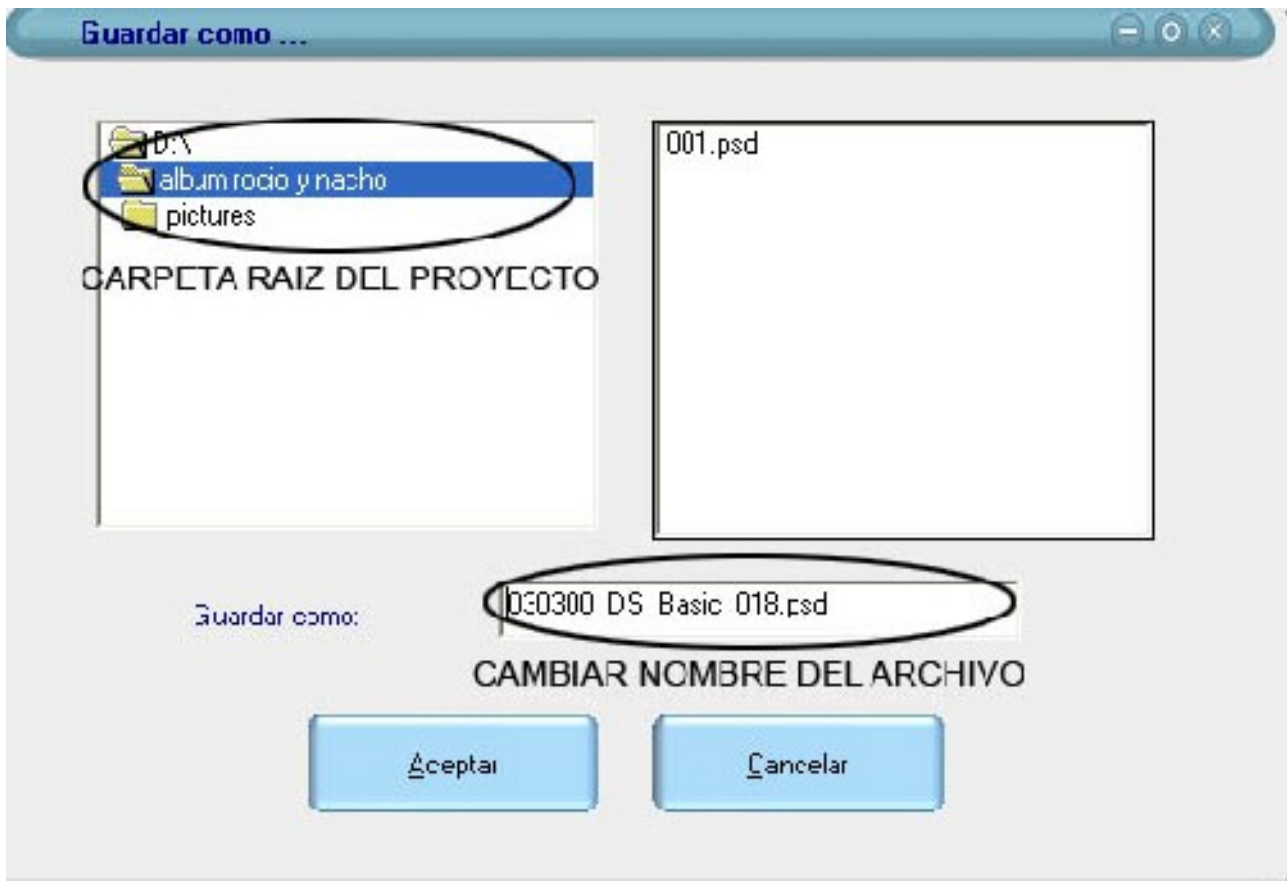 Guardar como ...
D:\
album rocio y nacho
pictures
CARPETA RAIZ DEL PROYECTO
001.psd
Guardar como:
030300 DS Basic 018.psd
CAMBIAR NOMBRE DEL ARCHIVO
Aceptar
Cancelar